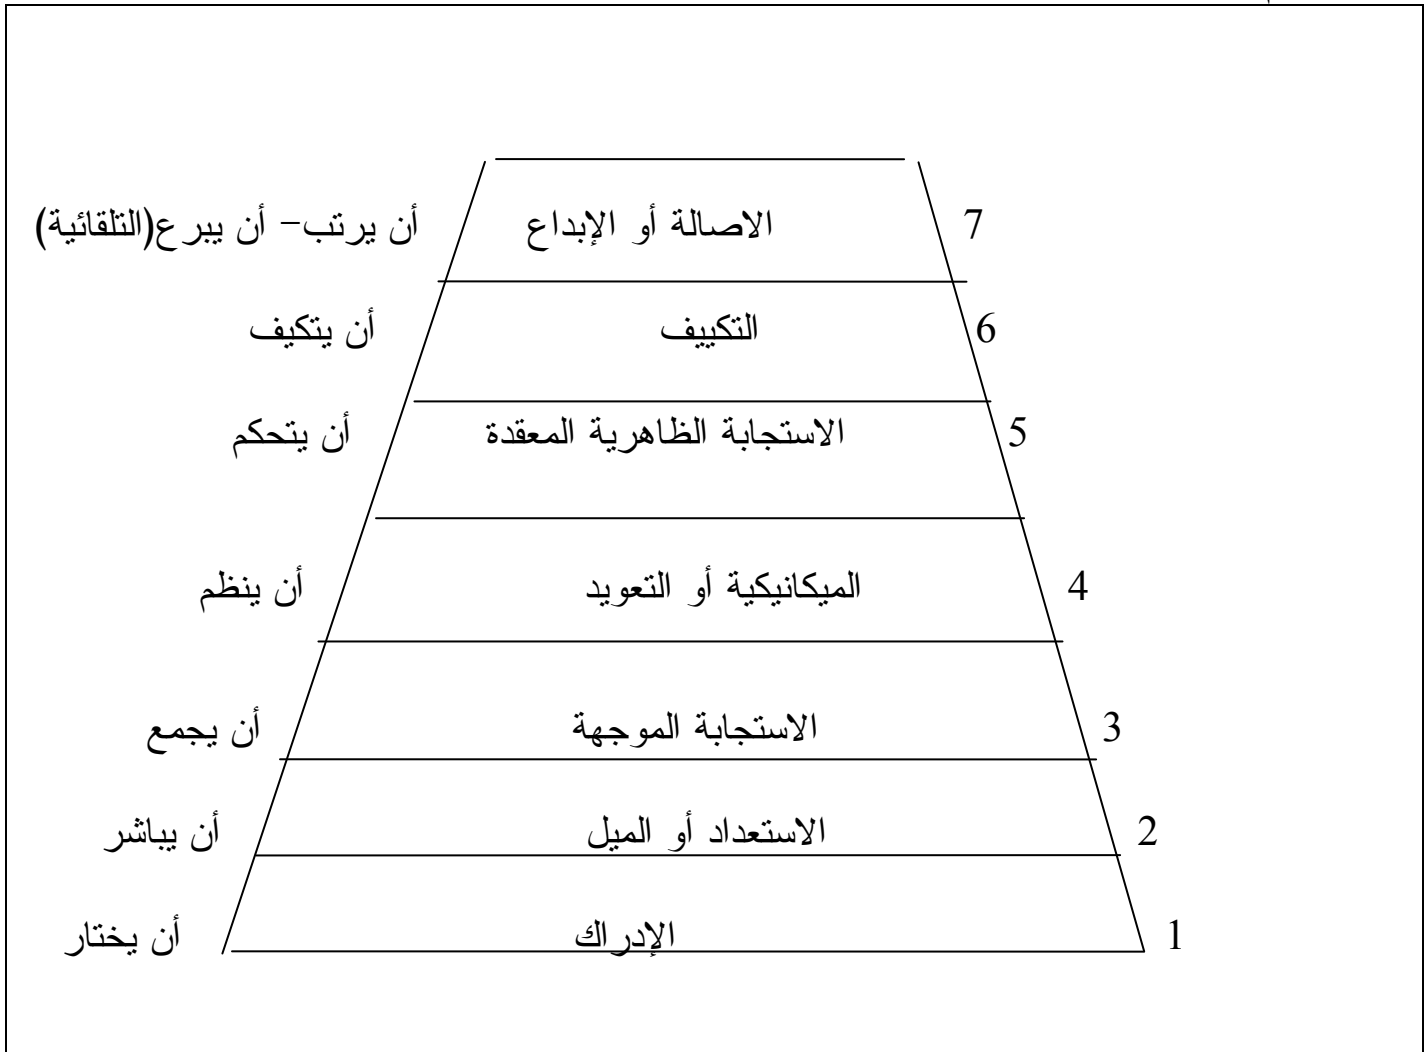 7 الاصالة أو الإبداع أن يرتب– أن يبرع(التلقائية)
6 التكييف أن يتكيف
5 الاستجابة الظاهرية المعقدة أن يتحكم
4 الميكانيكية أو التعويد أن ينظم
3 الاستجابة الموجهة أن يجمع
2 الاستعداد أو الميل أن يباشر
1 الإدراك أن يختار